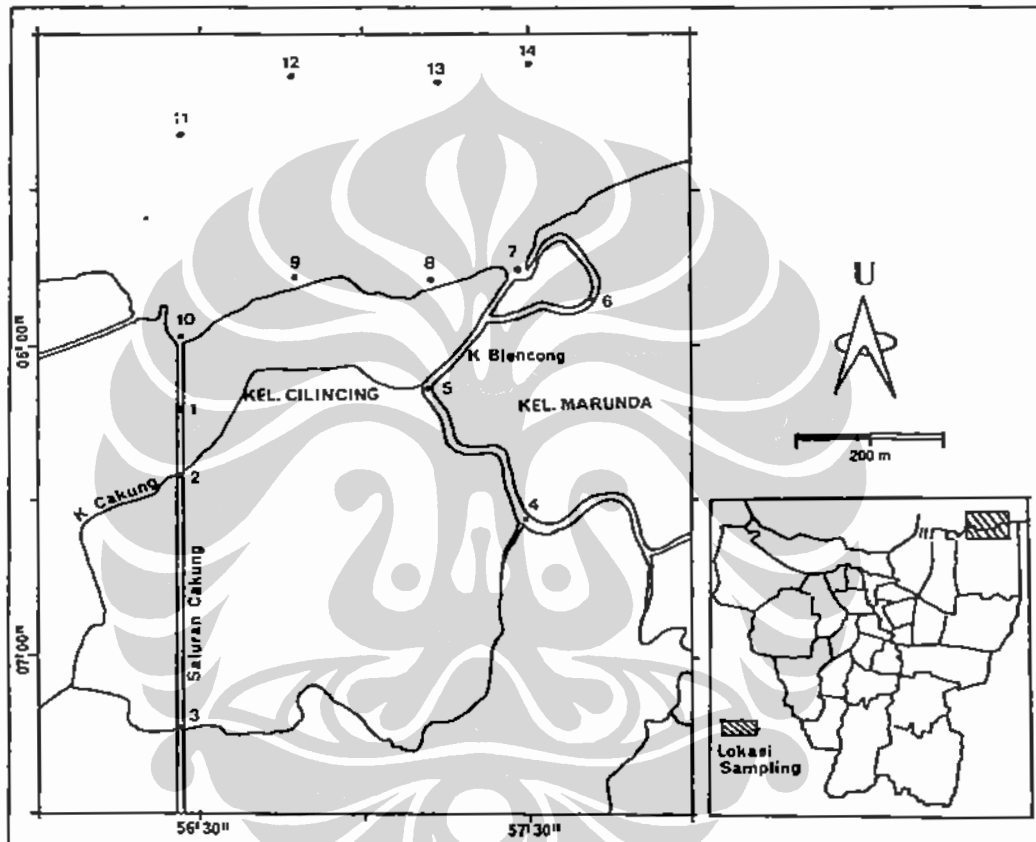 14
12
13
11
7
9
8
6
10
06'00"
K Blencong
5
KEL. CILINCING
KEL. MARUNDA
1
2
K Cakung
4
Saluran Cakung
07'00"
3
56'30"
57'30"
U
200 m
Lokasi
Sampling